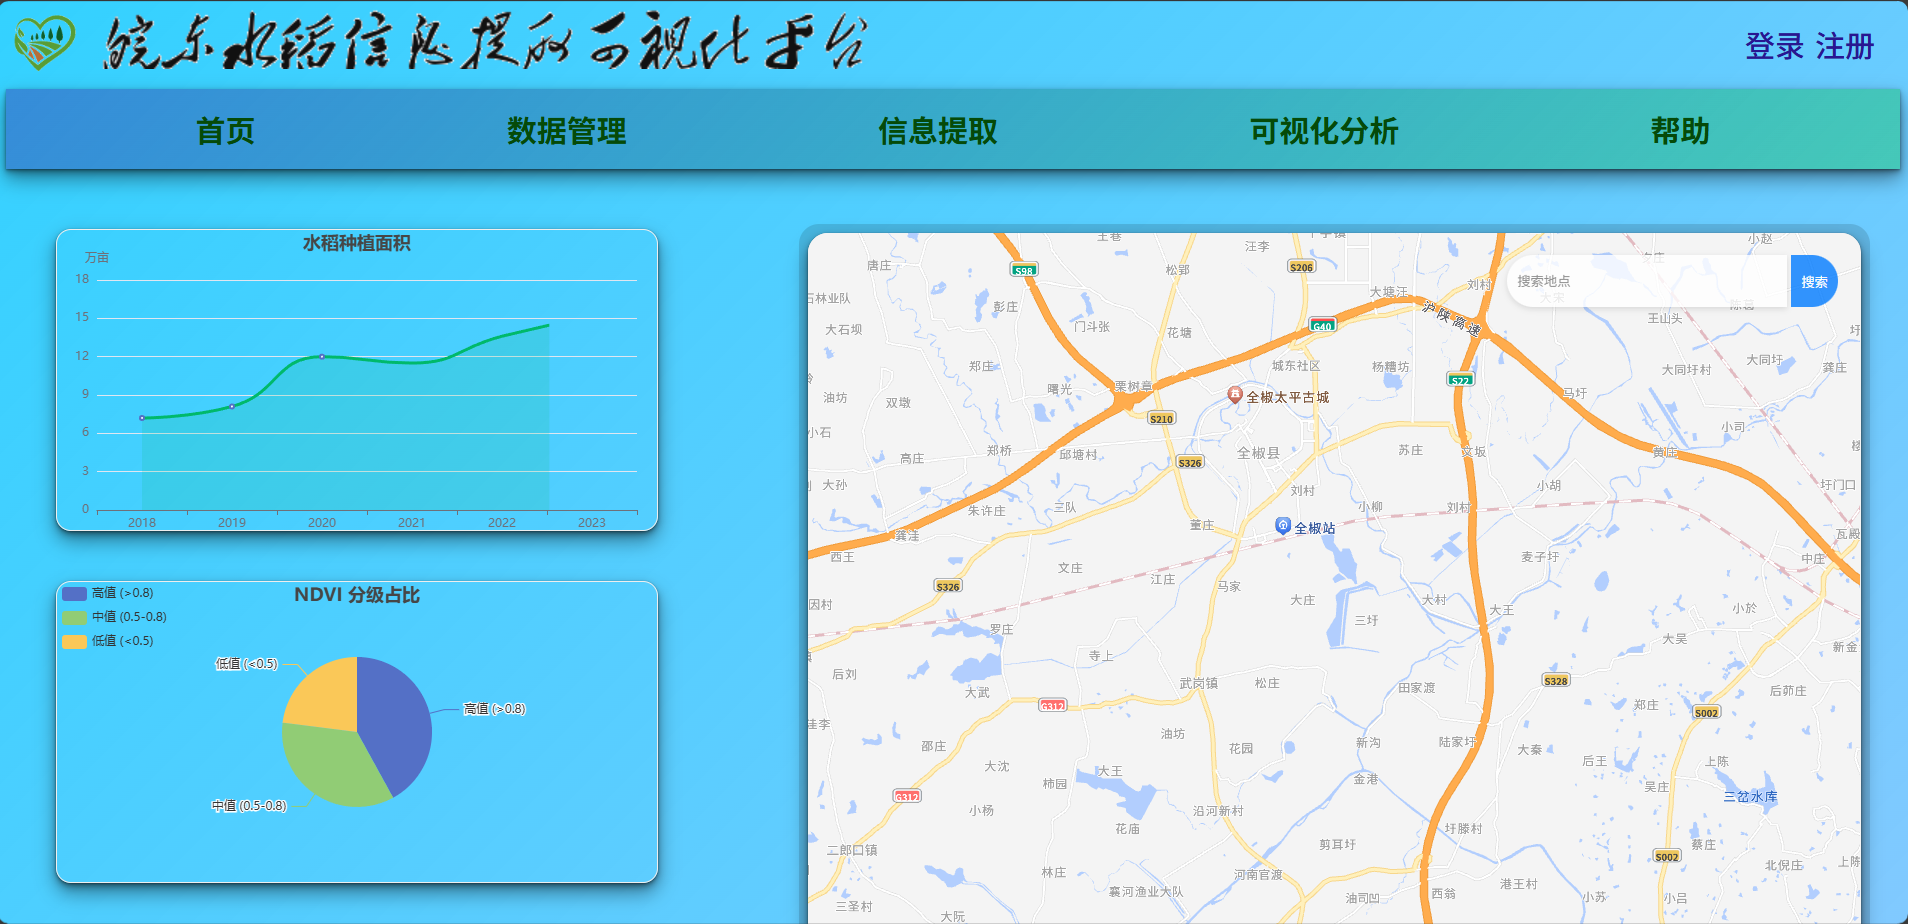 皖东水稻信息提取可视化平台
登录 注册
首页 数据管理 信息提取 可视化分析 帮助
水稻种植面积
万亩
18
15
12
9
6
3
0
2018 2019 2020 2021 2022 2023
NDVI 分级占比
高值 (>0.8)
中值 (0.5-0.8)
低值 (<0.5)
低值 (<0.5)
高值 (>0.8)
中值 (0.5-0.8)
搜索地点
搜索
王巷
汪李
小赵
唐庄
S98
松郢
S206
刘村
石林业队
彭庄
大塘汪
大宋
大石坝
门斗张
花塘
G40
沪陕高速
王山头
圩
郑庄
城东社区
杨糟坊
S22
大同圩村
大同圩
龚庄
油坊
双墩
曙光
栗树章
全椒太平古城
马圩
小石
S210
小司
高庄
郑桥
邱塘村
S326
全椒县
苏庄
文坂
黄庄
大孙
朱许庄
三队
刘村
小柳
刘村
小胡
圩门口
龚洼
董庄
全椒站
瓦殿
西王
文庄
江庄
马家
麦子圩
中庄
S326
因村
大庄
大村
大王
小於
罗庄
三圩
大吴
新金
后刘
寺上
大武
武岗镇
松庄
田家渡
S328
后茆庄
G312
郑庄
S002
佳李
邵庄
油坊
花园
新沟
陆家圩
大秦
后王
上陈
大沈
柿园
大王
金港
吴庄
三岔水库
G312
小杨
花庙
沿河新村
圩滕村
蔡庄
二郎口镇
剪耳圩
S002
北倪庄
上陈
林庄
襄河渔业大队
河南官渡
油司凹
西翁
港王村
小苏
小吕
三圣村
大阮